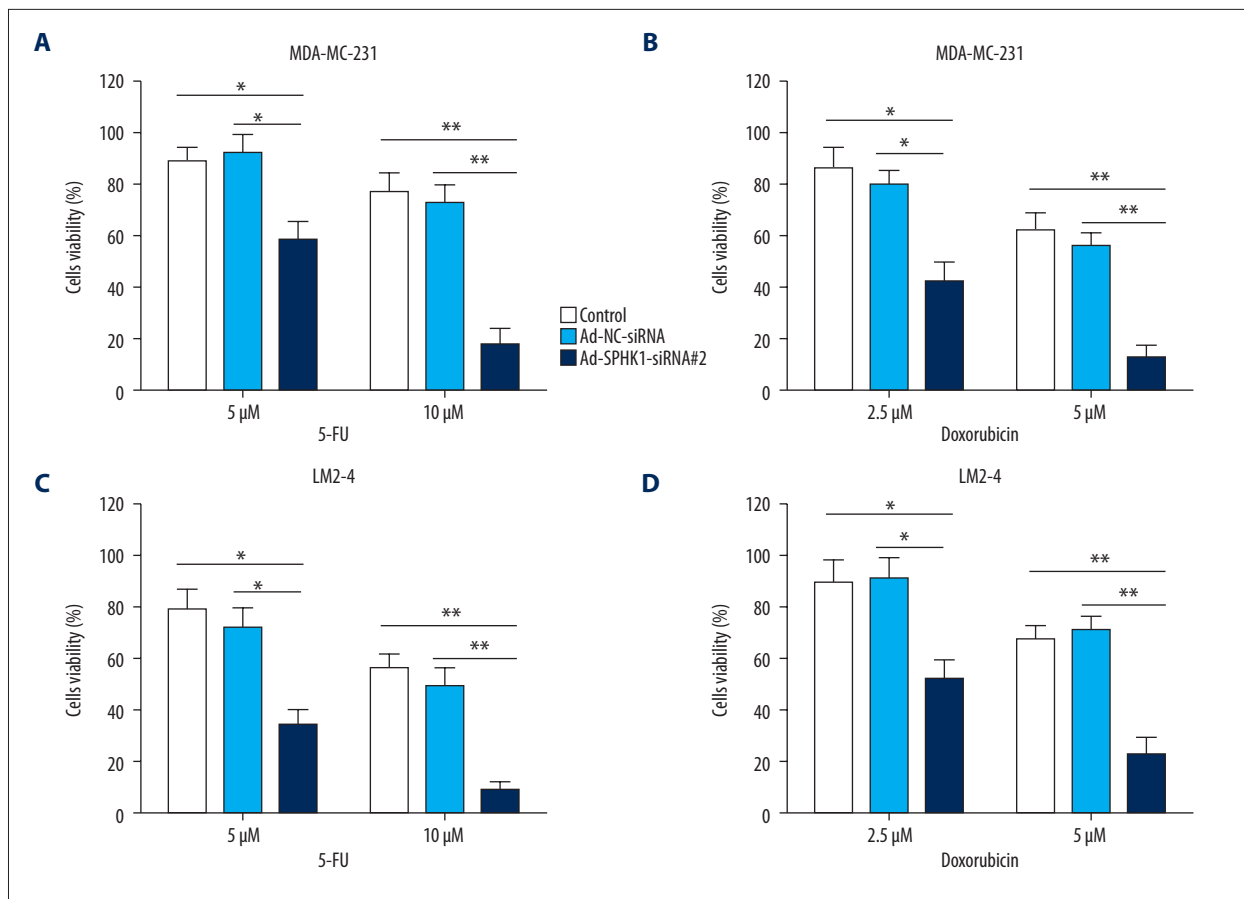 A
MDA-MC-231
120
100
80
60
40
20
0
Cells viability (%)
*
*
**
**
5 µM
10 µM
5-FU
Control
Ad-NC-siRNA
Ad-SPHK1-siRNA#2
B
MDA-MC-231
120
100
80
60
40
20
0
Cells viability (%)
*
*
**
**
2.5 µM
5 µM
Doxorubicin
C
LM2-4
120
100
80
60
40
20
0
Cells viability (%)
*
*
**
**
5 µM
10 µM
5-FU
D
LM2-4
120
100
80
60
40
20
0
Cells viability (%)
*
*
**
**
2.5 µM
5 µM
Doxorubicin